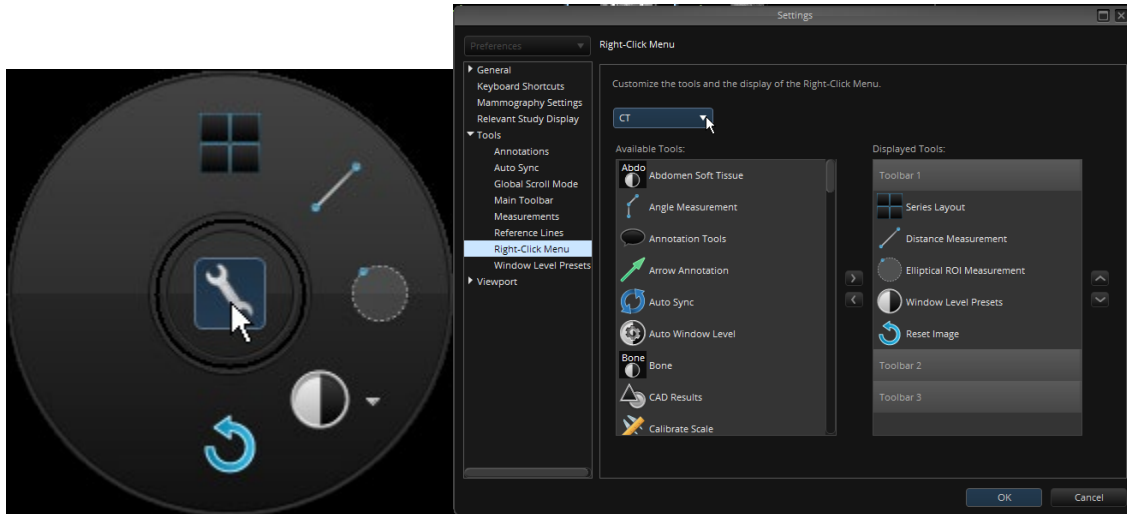 Settings
Preferences
Right-Click Menu
General
Keyboard Shortcuts
Mammography Settings
Relevant Study Display
Tools
Annotations
Auto Sync
Global Scroll Mode
Main Toolbar
Measurements
Reference Lines
Right-Click Menu
Window Level Presets
Viewport
Customize the tools and the display of the Right-Click Menu.
CT
Available Tools:
Abdo
Abdomen Soft Tissue
Angle Measurement
Annotation Tools
Arrow Annotation
Auto Sync
Auto Window Level
Bone
Bone
CAD Results
Calibrate Scale
Displayed Tools:
Toolbar 1
Series Layout
Distance Measurement
Elliptical ROI Measurement
Window Level Presets
Reset Image
Toolbar 2
Toolbar 3
OK
Cancel